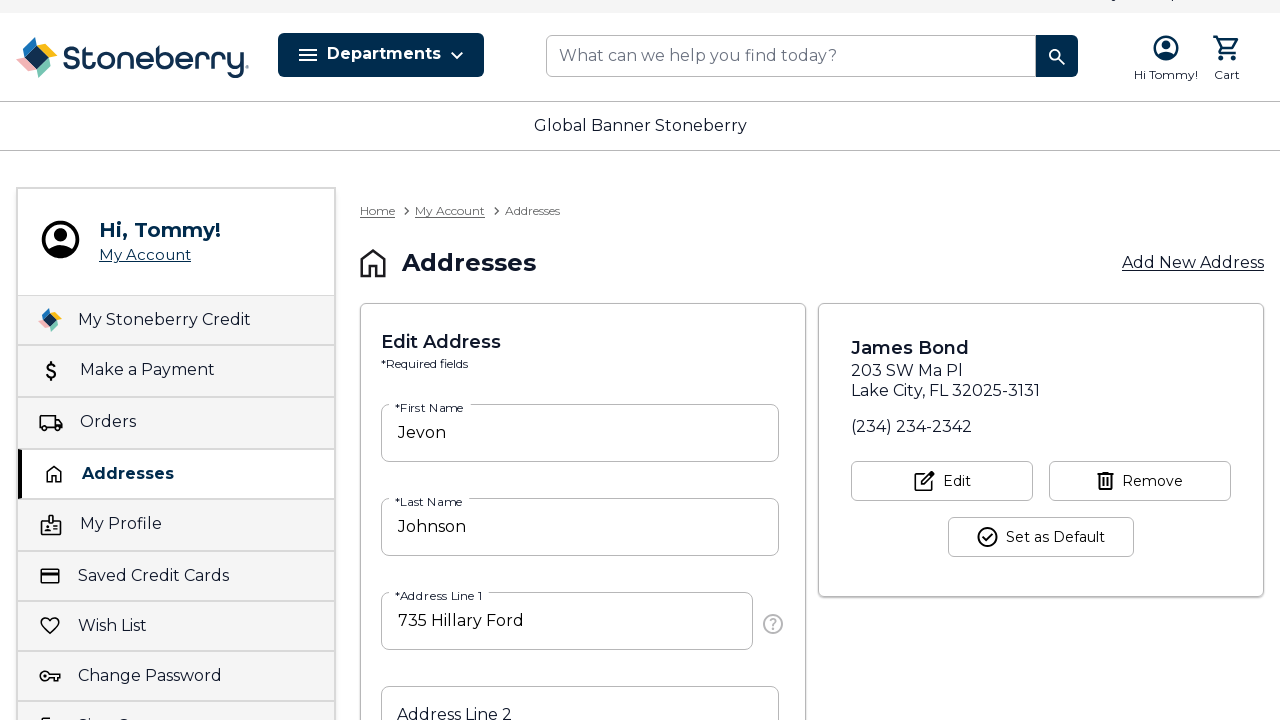 Stoneberry
Departments
What can we help you find today?
Hi Tommy!
Cart
Global Banner Stoneberry
Hi, Tommy!
My Account
My Stoneberry Credit
Make a Payment
Orders
Addresses
My Profile
Saved Credit Cards
Wish List
Change Password
Home
My Account
Addresses
Addresses
Add New Address
Edit Address
*Required fields
*First Name
Jevon
*Last Name
Johnson
*Address Line 1
735 Hillary Ford
Address Line 2
James Bond
203 SW Ma Pl
Lake City, FL 32025-3131
(234) 234-2342
Edit
Remove
Set as Default